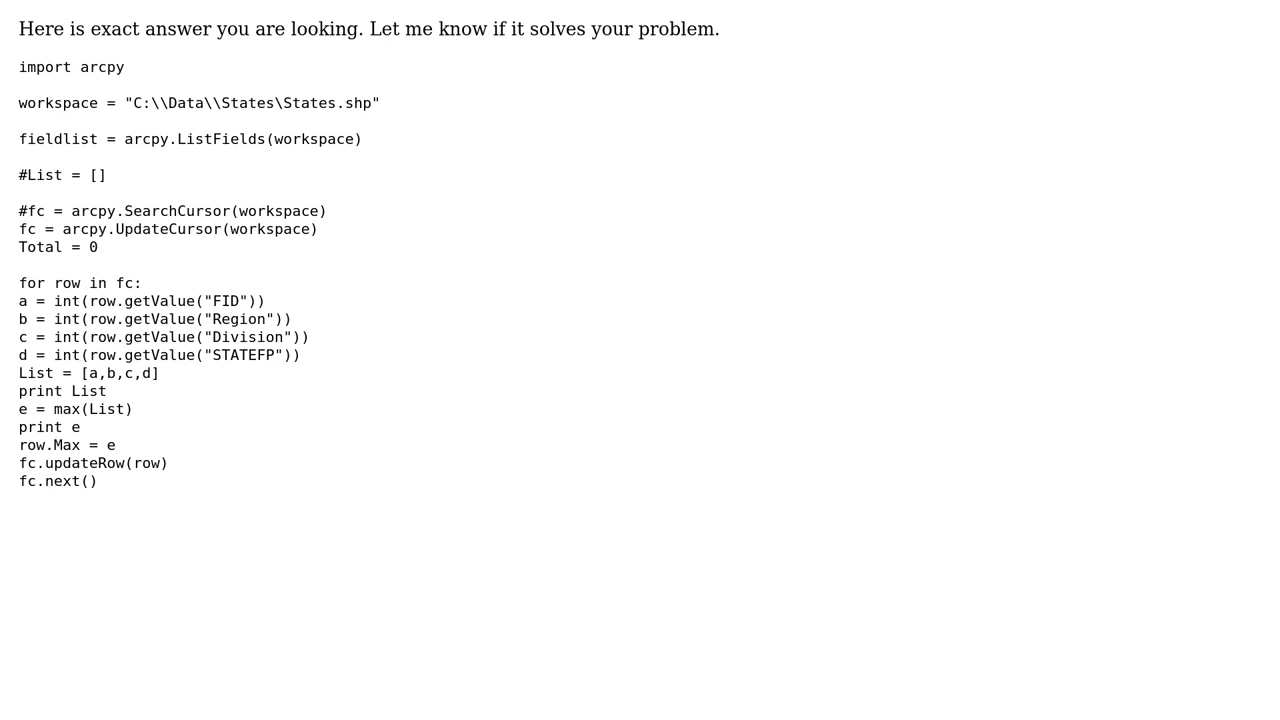 Here is exact answer you are looking. Let me know if it solves your problem.
import arcpy
workspace = "C:\\Data\\States\States.shp"
fieldlist = arcpy.ListFields(workspace)
#List = []
#fc = arcpy.SearchCursor(workspace)
fc = arcpy.UpdateCursor(workspace)
Total = 0
for row in fc:
a = int(row.getValue("FID"))
b = int(row.getValue("Region"))
c = int(row.getValue("Division"))
d = int(row.getValue("STATEFP"))
List = [a,b,c,d]
print List
e = max(List)
print e
row.Max = e
fc.updateRow(row)
fc.next()